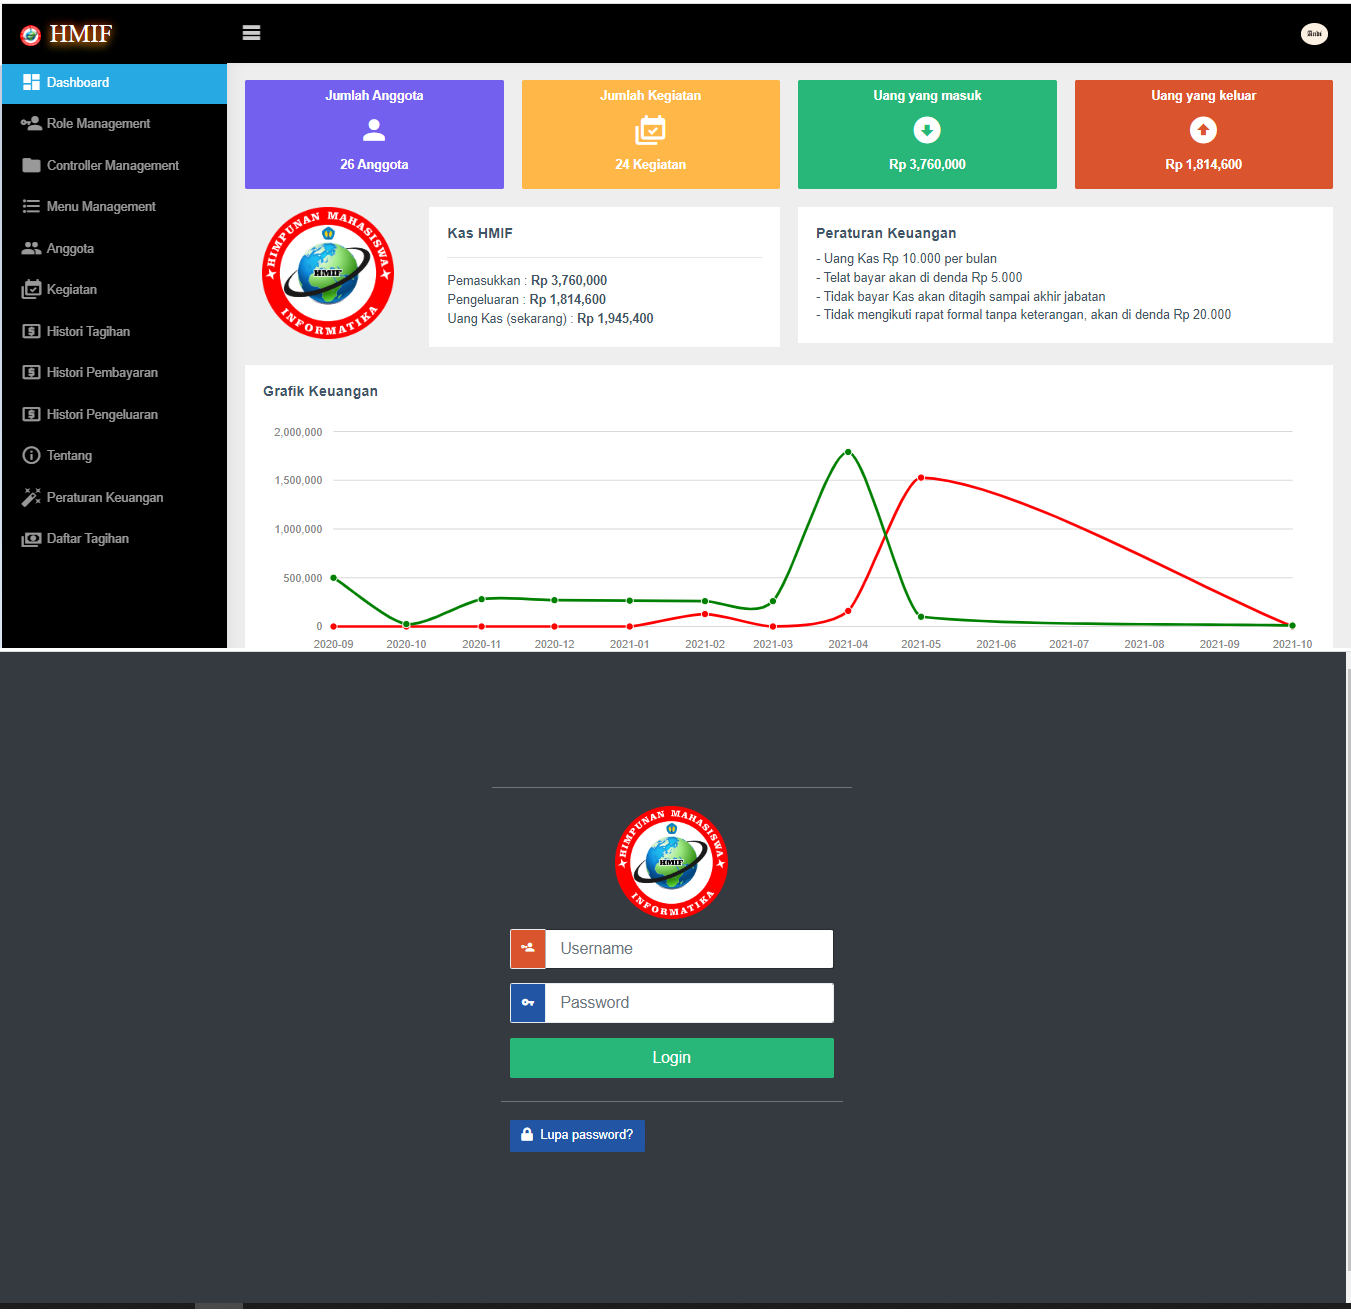 HMIF
Dashboard
Role Management
Controller Management
Menu Management
Anggota
Kegiatan
Histori Tagihan
Histori Pembayaran
Histori Pengeluaran
Tentang
Peraturan Keuangan
Daftar Tagihan
Jumlah Anggota
26 Anggota
Jumlah Kegiatan
24 Kegiatan
Uang yang masuk
Rp 3,760,000
Uang yang keluar
Rp 1,814,600
HIMPUNAN MAHASISWA
HMIF
INFORMATIKA
Kas HMIF
Pemasukkan : Rp 3,760,000
Pengeluaran : Rp 1,814,600
Uang Kas (sekarang) : Rp 1,945,400
Peraturan Keuangan
- Uang Kas Rp 10.000 per bulan
- Telat bayar akan di denda Rp 5.000
- Tidak bayar Kas akan ditagih sampai akhir jabatan
- Tidak mengikuti rapat formal tanpa keterangan, akan di denda Rp 20.000
Grafik Keuangan
2,000,000
1,500,000
1,000,000
500,000
0
2020-09 2020-10 2020-11 2020-12 2021-01 2021-02 2021-03 2021-04 2021-05 2021-06 2021-07 2021-08 2021-09 2021-10
HIMPUNAN MAHASISWA
HMIF
INFORMATIKA
Username
Password
Login
Lupa password?